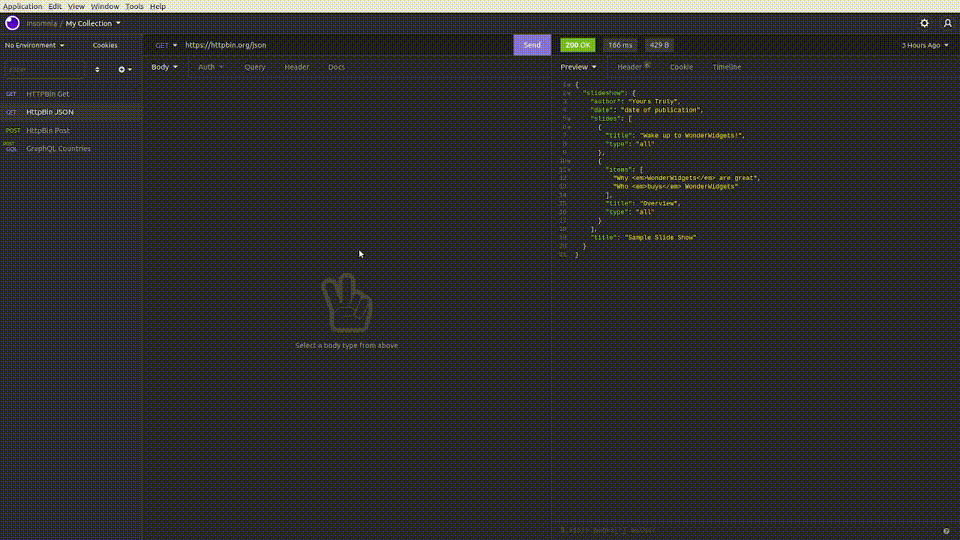 Application Edit View Window Tools Help
Insomnia / My Collection
No Environment Cookies
GET https://httpbin.org/json Send
200 OK 166 ms 429 B 3 Hours Ago
Filter
Body Auth Query Header Docs
Preview Header Cookie Timeline
GET HTTPBin Get
GET HttpBin JSON
POST HttpBin Post
POST GQL GraphQL Countries
1 {
2 "slideshow": {
3 "author": "Yours Truly",
4 "date": "date of publication",
5 "slides": [
6 {
7 "title": "Wake up to WonderWidgets!",
8 "type": "all"
9 },
10 {
11 "items": [
12 "Why <em>WonderWidgets</em> are great",
13 "Who <em>buys</em> WonderWidgets"
14 ],
15 "title": "Overview",
16 "type": "all"
17 }
18 ],
19 "title": "Sample Slide Show"
20 }
21 }
Select a body type from above